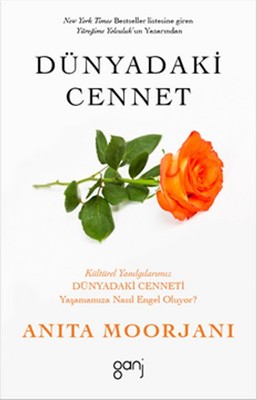 New York Times Bestseller listesine giren
Yüreğime Yolculuk'un Yazarından
DÜNYADAKİ
CENNET
Kültürel Yanılgılarımız
DÜNYADAKİ CENNETİ
Yaşamamıza Nasıl Engel Oluyor?
ANITA MOORJANI
ganj